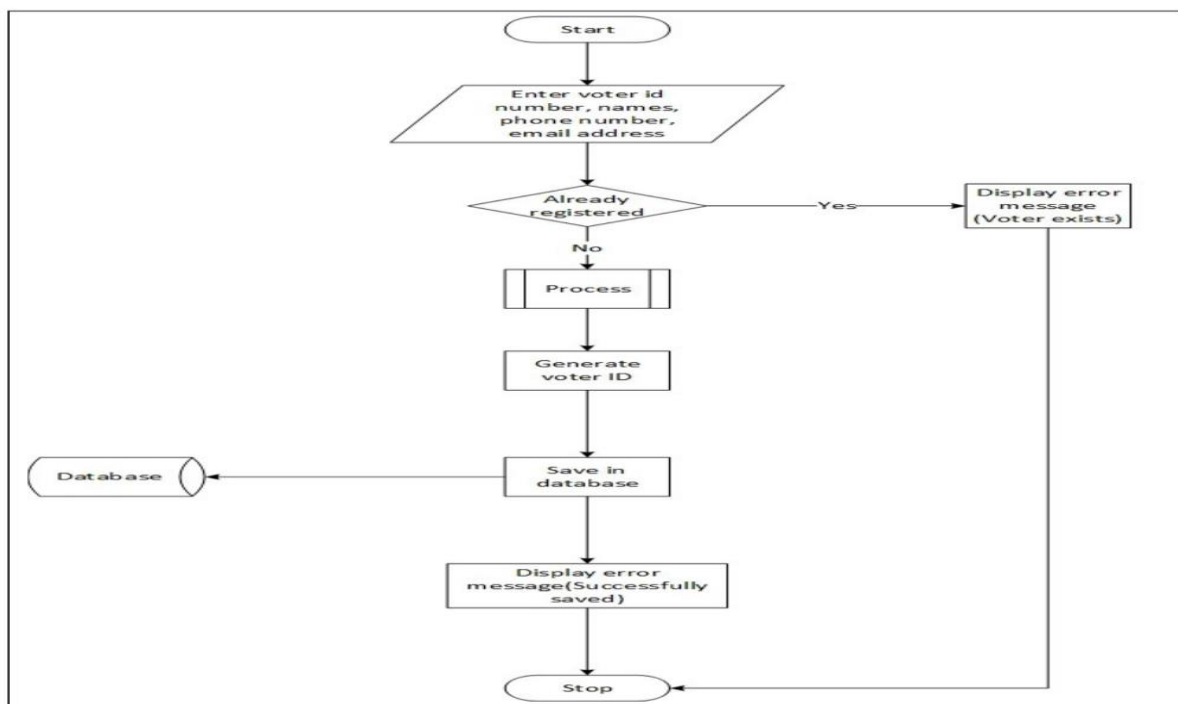 Start
Enter voter id
number, names,
phone number,
email address
Already
registered
Yes
Display error
message
(Voter exists)
No
Process
Generate
voter ID
Save in
database
Database
Display error
message(Successfully
saved)
Stop